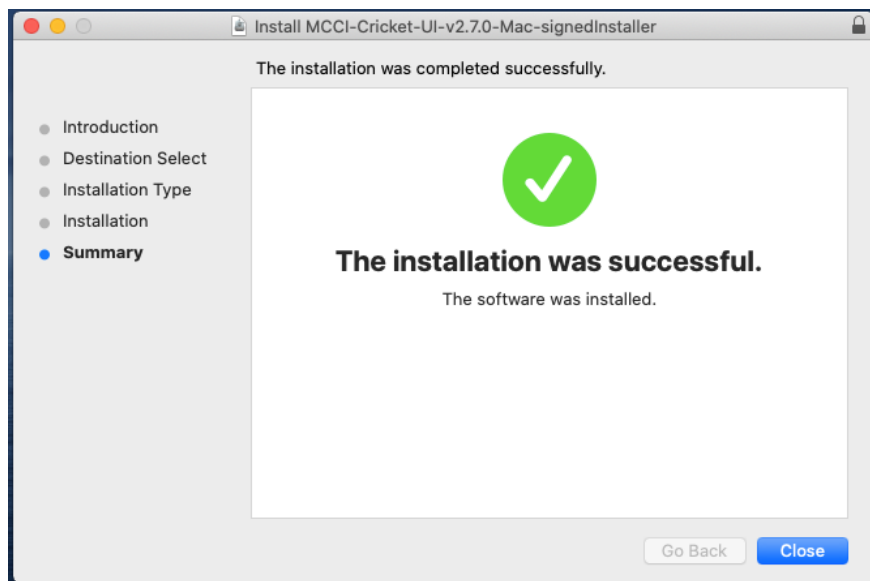 Install MCCI-Cricket-UI-v2.7.0-Mac-signedInstaller
The installation was completed successfully.
Introduction
Destination Select
Installation Type
Installation
Summary
The installation was successful.
The software was installed.
Go Back
Close